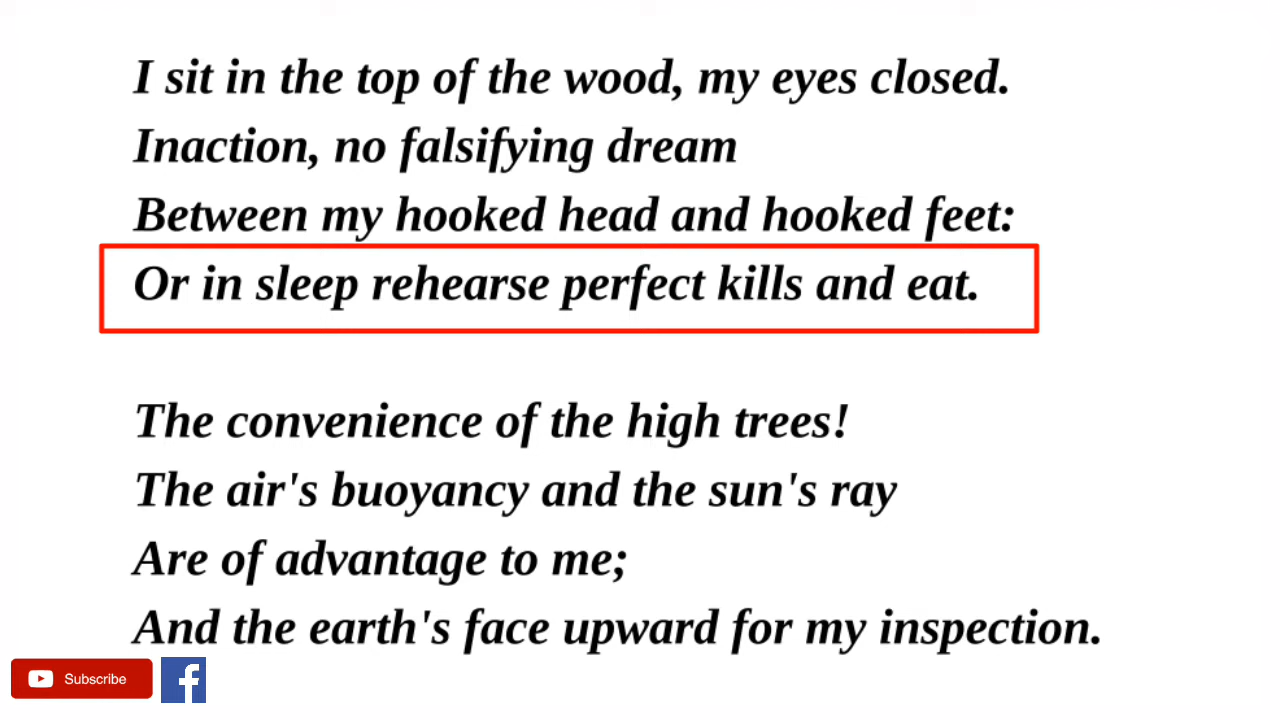 I sit in the top of the wood, my eyes closed.
Inaction, no falsifying dream
Between my hooked head and hooked feet:
Or in sleep rehearse perfect kills and eat.
The convenience of the high trees!
The air's buoyancy and the sun's ray
Are of advantage to me;
And the earth's face upward for my inspection.
Subscribe